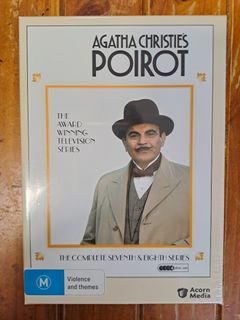 AGATHA CHRISTIE'S
POIROT
THE
AWARD
WINNING
TELEVISION
SERIES
THE COMPLETE SEVENTH & EIGHTH SERIES
M
Violence
and themes
Acorn
Media